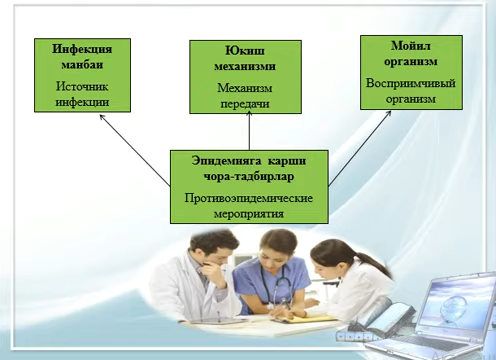 Инфекция
манбаи
Источник
инфекции
Юкиш
механизми
Механизм
передачи
Мойил
организм
Восприимчивый
организм
Эпидемияга карши
чора-тадбирлар
Противоэпидемические
мероприятия